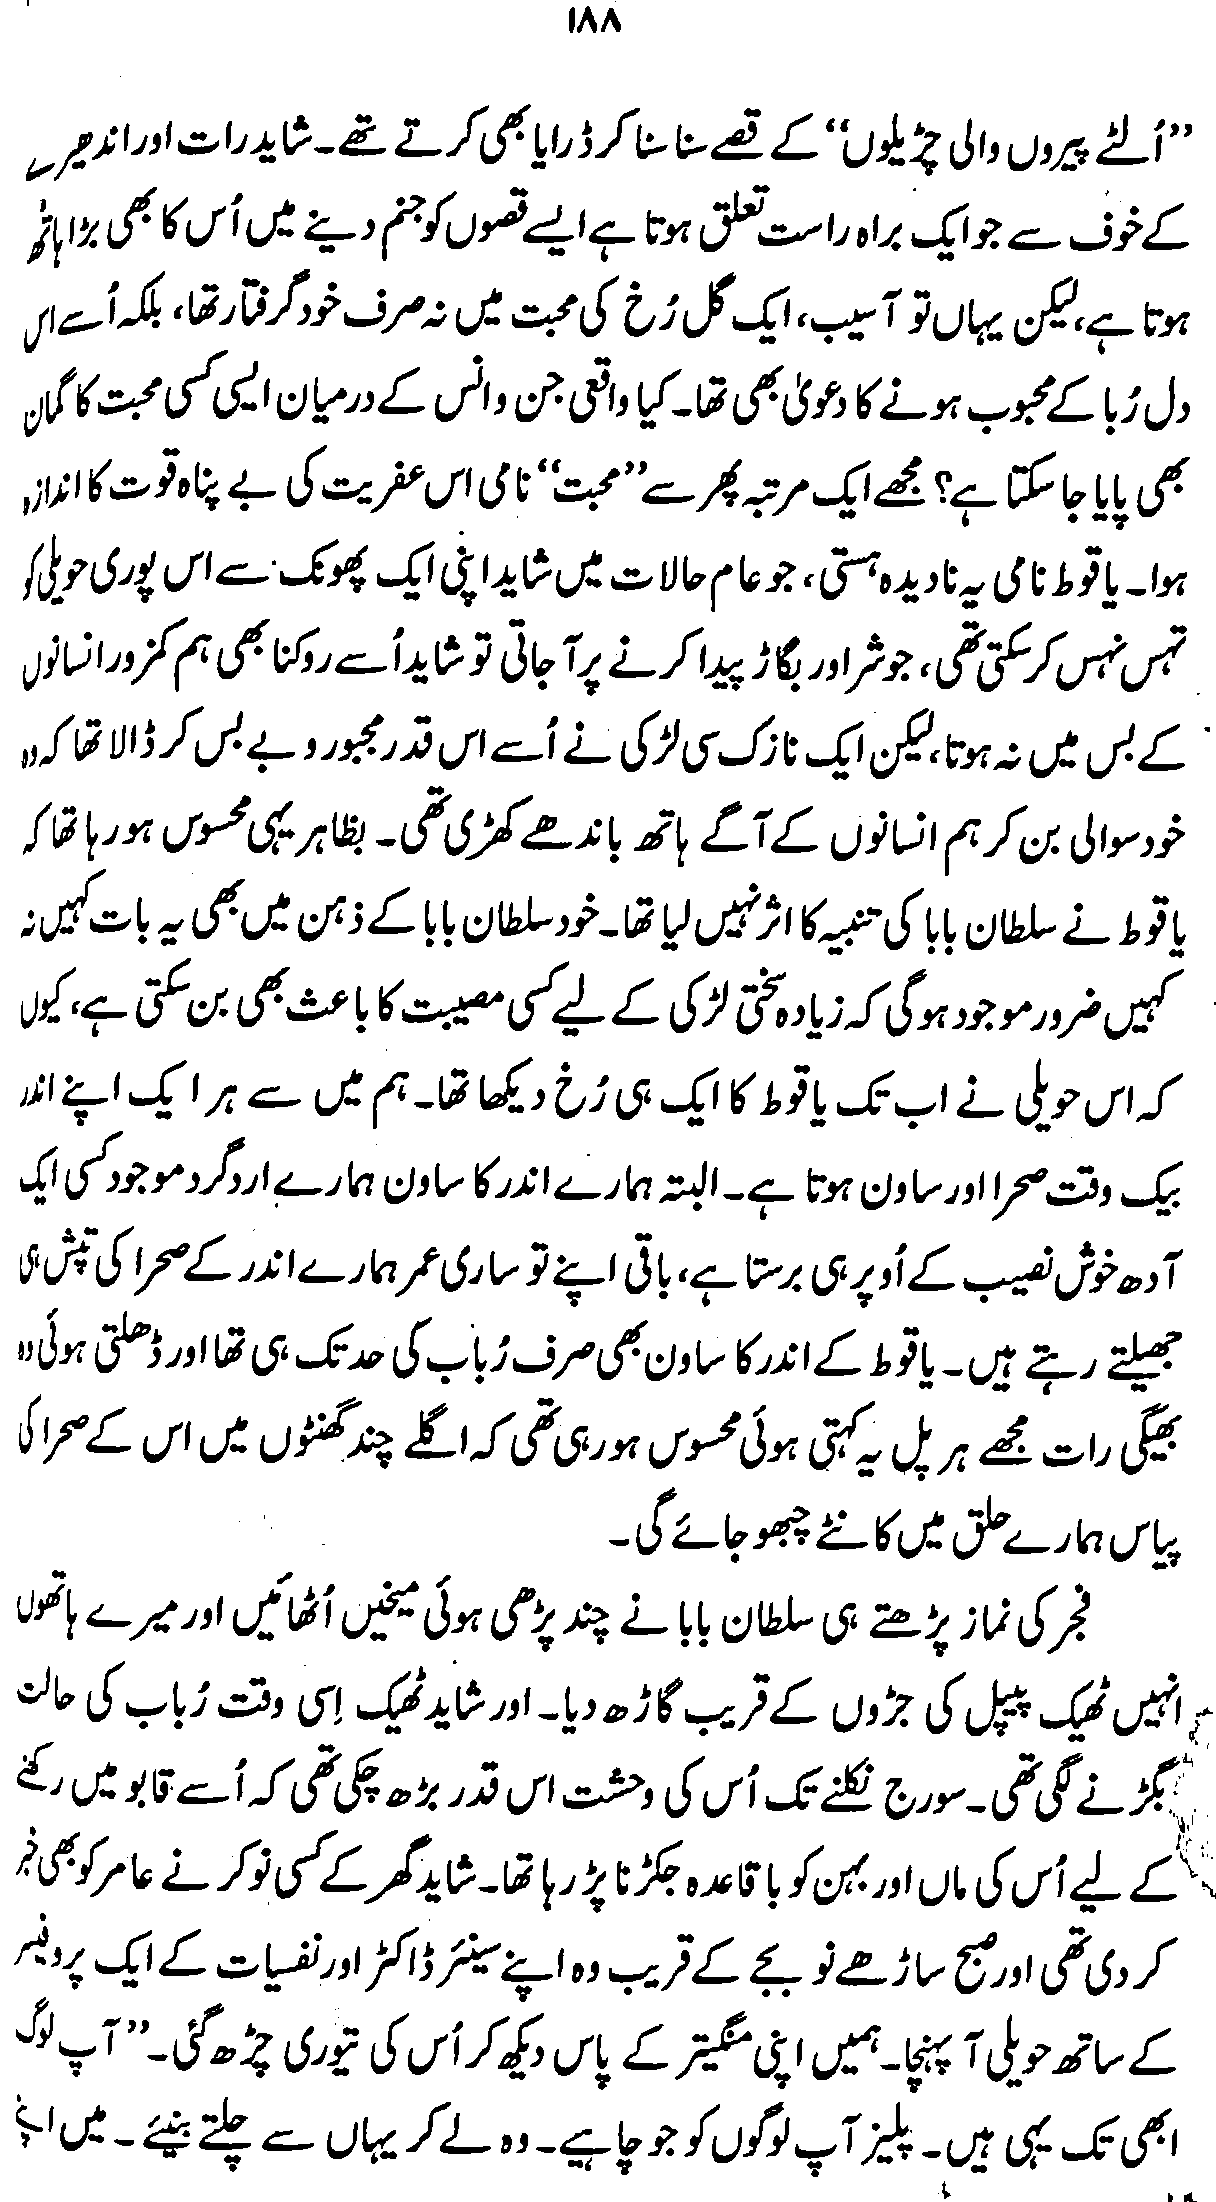 ۱۸۸
”اُلٹے پیروں والی چڑیلوں“ کے قصے سنا سنا کر ڈرایا بھی کرتے تھے۔ شاید رات اور اندھیرے
کے خوف سے جو ایک براہ راست تعلق ہوتا ہے ایسے قصوں کو جنم دینے میں اُس کا بھی بڑا ہاتھ
ہوتا ہے، لیکن یہاں تو آسیب، ایک گل رُخ کی محبت میں نہ صرف خود گرفتار تھا، بلکہ اُسے اس
دل رُبا کے محبوب ہونے کا دعویٰ بھی تھا۔ کیا واقعی جن و انس کے درمیان ایسی کسی محبت کا گمان
بھی پایا جا سکتا ہے؟ مجھے ایک مرتبہ پھر سے ”محبت“ نامی اس عفریت کی بے پناہ قوت کا اندازہ
ہوا۔ یاقوط نامی یہ نادیدہ ہستی، جو عام حالات میں شاید اپنی ایک پھونک سے اس پوری حویلی کو
تہس نہس کر سکتی تھی، جو شر اور بگاڑ پیدا کرنے پر آ جاتی تو شاید اُسے روکنا بھی ہم کمزور انسانوں
کے بس میں نہ ہوتا، لیکن ایک نازک سی لڑکی نے اُسے اس قدر مجبور و بے بس کر ڈالا تھا کہ وہ
خود سوالی بن کر ہم انسانوں کے آگے ہاتھ باندھے کھڑی تھی۔ بظاہر یہی محسوس ہو رہا تھا کہ
یاقوط نے سلطان بابا کی تنبیہ کا اثر نہیں لیا تھا۔ خود سلطان بابا کے ذہن میں بھی یہ بات کہیں نہ
کہیں ضرور موجود ہوگی کہ زیادہ سختی لڑکی کے لیے کسی مصیبت کا باعث بھی بن سکتی ہے، کیوں
کہ اس حویلی نے اب تک یاقوط کا ایک ہی رُخ دیکھا تھا۔ ہم میں سے ہر ایک اپنے اندر
بیک وقت صحرا اور ساون ہوتا ہے۔ البتہ ہمارے اندر کا ساون ہمارے اردگرد موجود کسی ایک
آدھ خوش نصیب کے اُوپر ہی برستا ہے، باقی اپنے تو ساری عمر ہمارے اندر کے صحرا کی تپش ہی
جھیلتے رہتے ہیں۔ یاقوط کے اندر کا ساون بھی صرف رُباب کی حد تک ہی تھا اور ڈھلتی ہوئی وہ
بھیگی رات مجھے ہر پل یہ کہتی ہوئی محسوس ہو رہی تھی کہ اگلے چند گھنٹوں میں اس کے صحرا کی
پیاس ہمارے حلق میں کانٹے چبھو جائے گی۔
فجر کی نماز پڑھتے ہی سلطان بابا نے چند پڑھی ہوئی میخیں اُٹھائیں اور میرے ہاتھوں
انہیں ٹھیک پیپل کی جڑوں کے قریب گاڑھ دیا۔ اور شاید ٹھیک اِسی وقت رُباب کی حالت
بگڑنے لگی تھی۔ سورج نکلنے تک اُس کی وحشت اس قدر بڑھ چکی تھی کہ اُسے قابو میں رکھنے
کے لیے اُس کی ماں اور بہن کو باقاعدہ جکڑنا پڑ رہا تھا۔ شاید گھر کے کسی نوکر نے عامر کو بھی خبر
کر دی تھی اور صبح ساڑھے نو بجے کے قریب وہ اپنے سینئر ڈاکٹر اور نفسیات کے ایک پروفیسر
کے ساتھ حویلی آ پہنچا۔ ہمیں اپنی منگیتر کے پاس دیکھ کر اُس کی تیوری چڑھ گئی۔ ”آپ لوگ
ابھی تک یہی ہیں۔ پلیز آپ لوگوں کو جو چاہیے۔ وہ لے کر یہاں سے چلتے بنیئے۔ میں اپنے